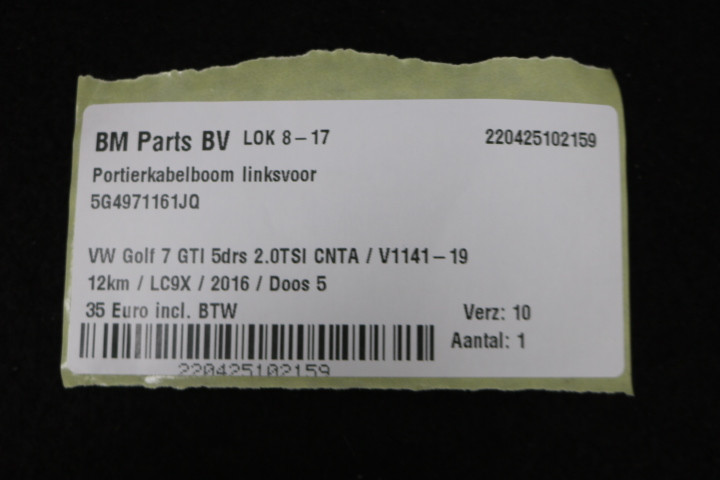 BM Parts BV LOK 8-17 220425102159
Portierkabelboom linksvoor
5G4971161JQ
VW Golf 7 GTI 5drs 2.0TSI CNTA / V1141-19
12km / LC9X / 2016 / Doos 5
35 Euro incl. BTW Verz: 10
Aantal: 1
220425102159